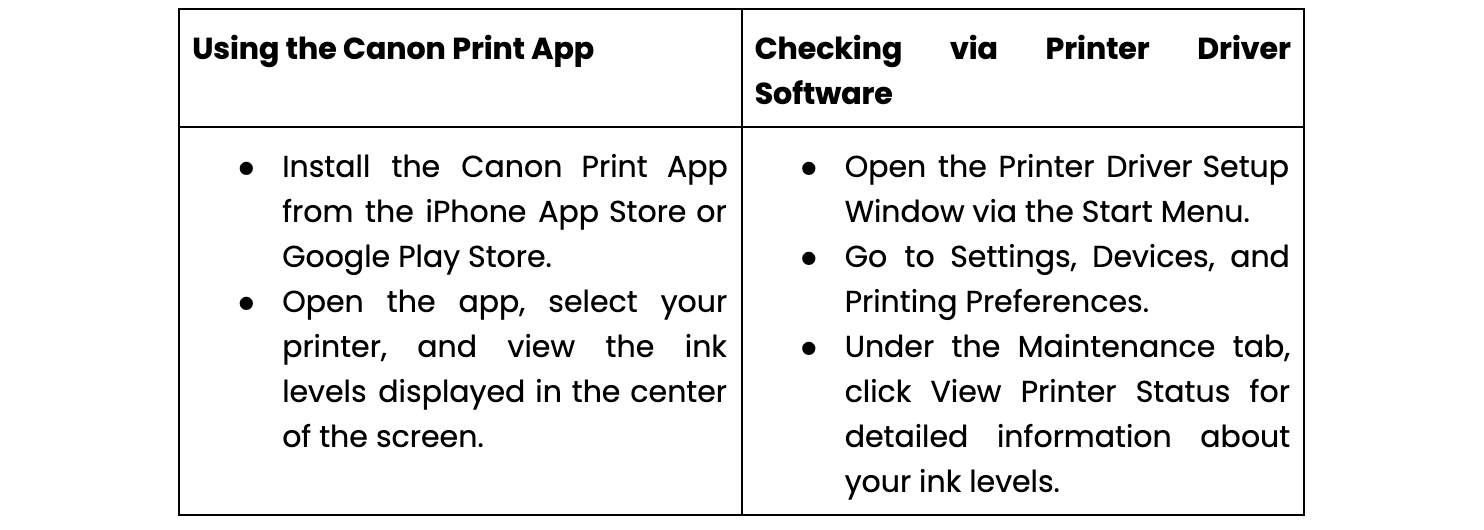 Using the Canon Print App
Checking via Printer Driver
Software
● Install the Canon Print App
from the iPhone App Store or
Google Play Store.
● Open the app, select your
printer, and view the ink
levels displayed in the center
of the screen.
● Open the Printer Driver Setup
Window via the Start Menu.
● Go to Settings, Devices, and
Printing Preferences.
● Under the Maintenance tab,
click View Printer Status for
detailed information about
your ink levels.